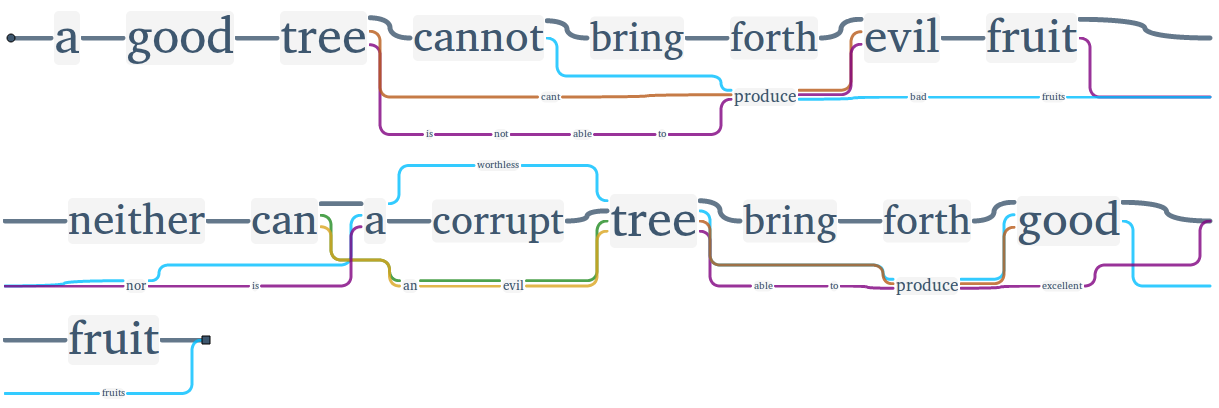 a good tree cannot bring forth evil fruit
cant produce bad fruits
is not able to
worthless
neither can a corrupt tree bring forth good
nor is an evil able to produce excellent
fruit
fruits